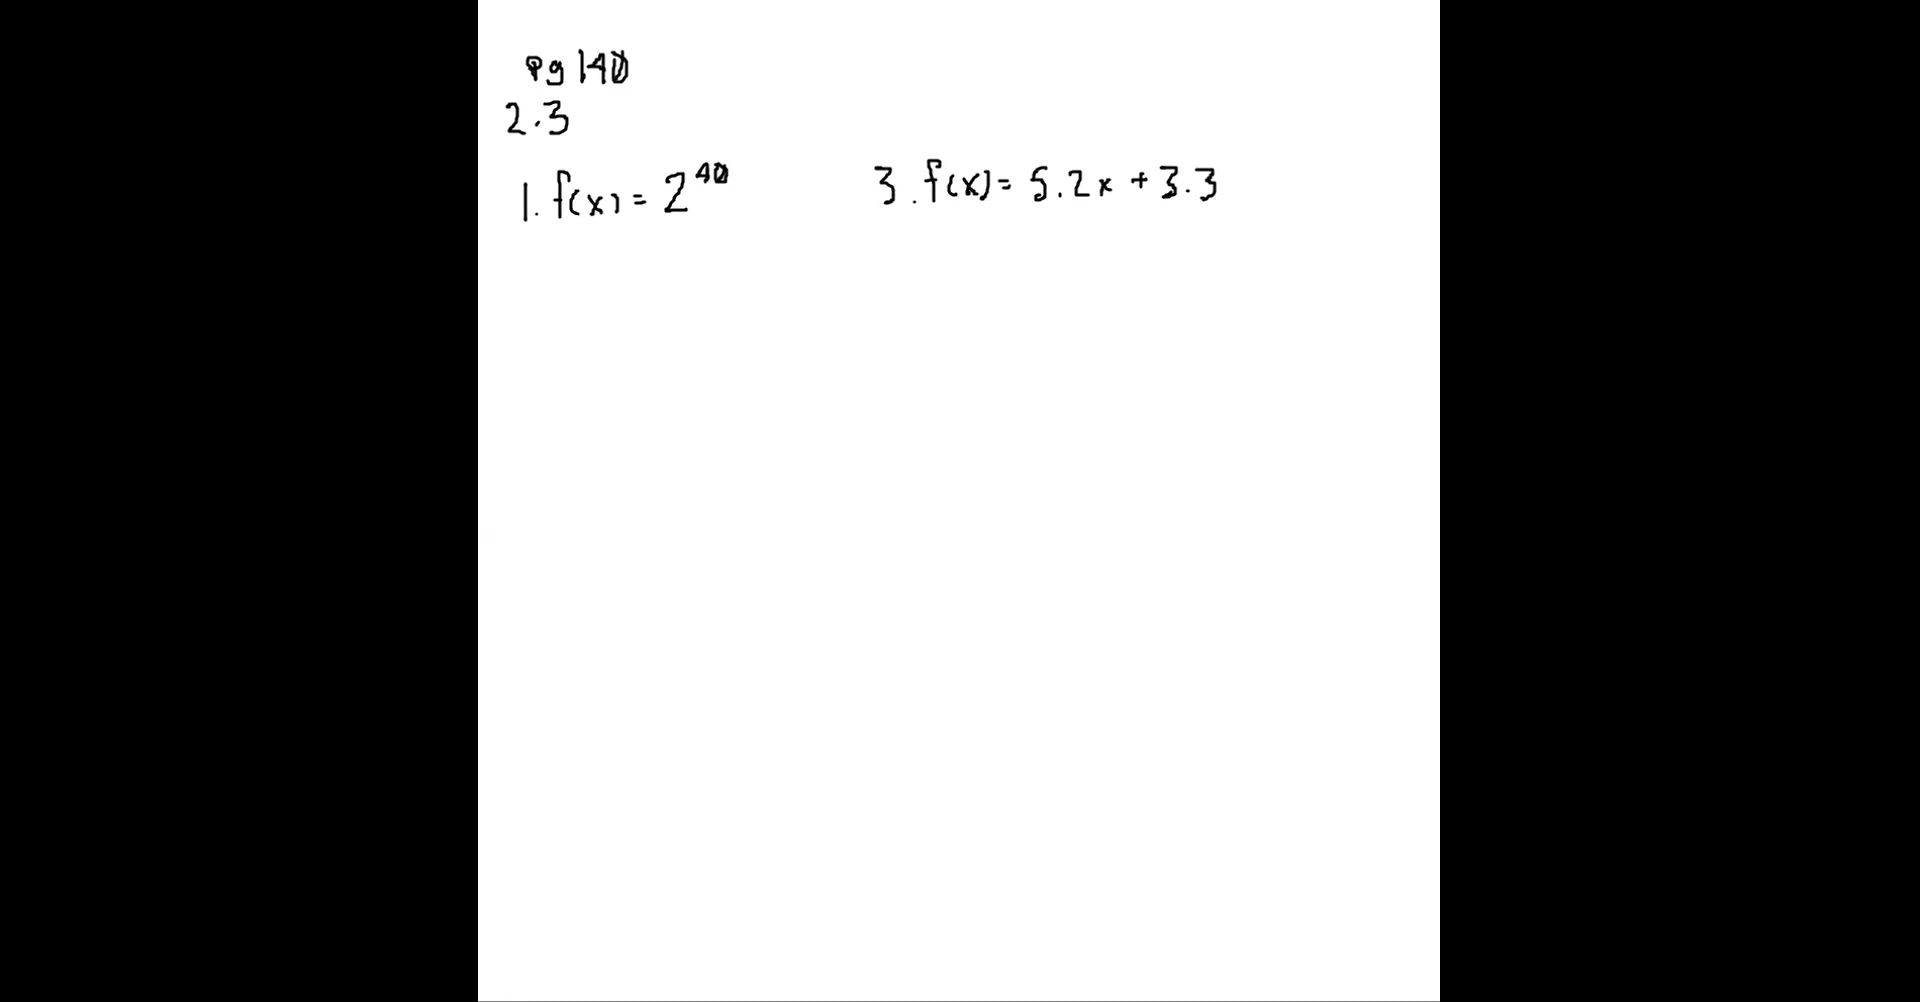 Pg 140
2.3
1. f(x) = 2^40
3. f(x) = 5.2x + 3.3